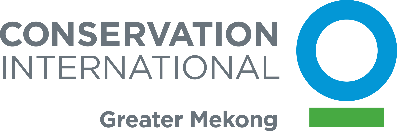 CONSERVATION
INTERNATIONAL
Greater Mekong